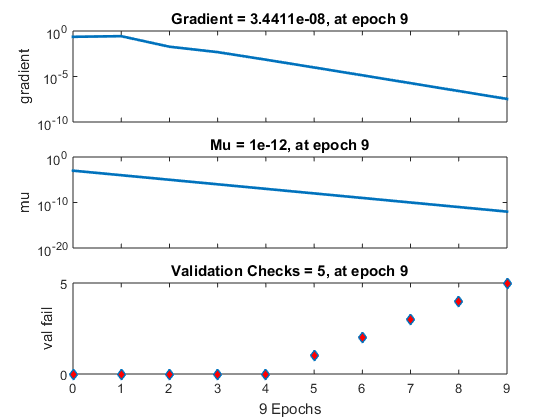 Gradient = 3.4411e-08, at epoch 9
10^0
gradient
10^-5
10^-10
Mu = 1e-12, at epoch 9
10^0
mu
10^-10
10^-20
Validation Checks = 5, at epoch 9
5
val fail
0
0 1 2 3 4 5 6 7 8 9
9 Epochs